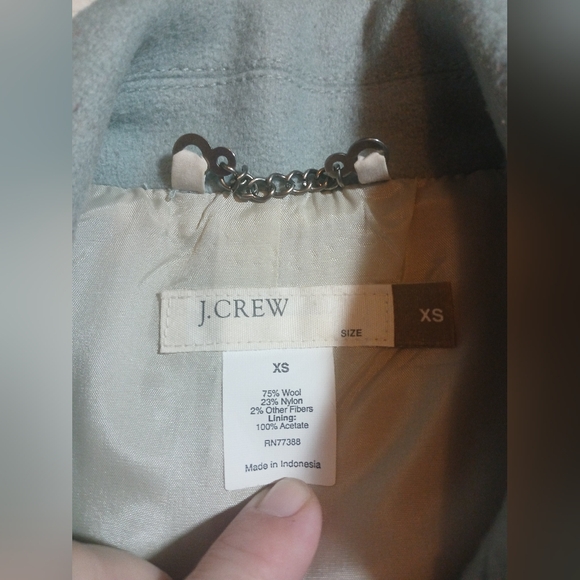 J.CREW
SIZE
XS
XS
75% Wool
23% Nylon
2% Other Fibers
Lining:
100% Acetate
RN77388
Made in Indonesia